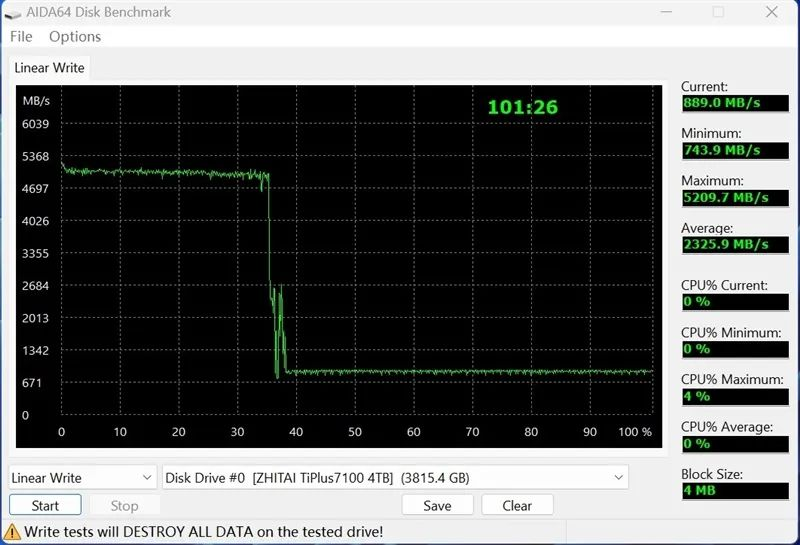 AIDA64 Disk Benchmark
File Options
Linear Write
MB/s
101:26
6039
5368
4697
4026
3355
2684
2013
1342
671
0
0 10 20 30 40 50 60 70 80 90 100 %
Current:
889.0 MB/s
Minimum:
743.9 MB/s
Maximum:
5209.7 MB/s
Average:
2325.9 MB/s
CPU% Current:
0 %
CPU% Minimum:
0 %
CPU% Maximum:
4 %
CPU% Average:
0 %
Block Size:
4 MB
Linear Write Disk Drive #0 [ZHITAI TiPlus7100 4TB] (3815.4 GB)
Start Stop Save Clear
Write tests will DESTROY ALL DATA on the tested drive!